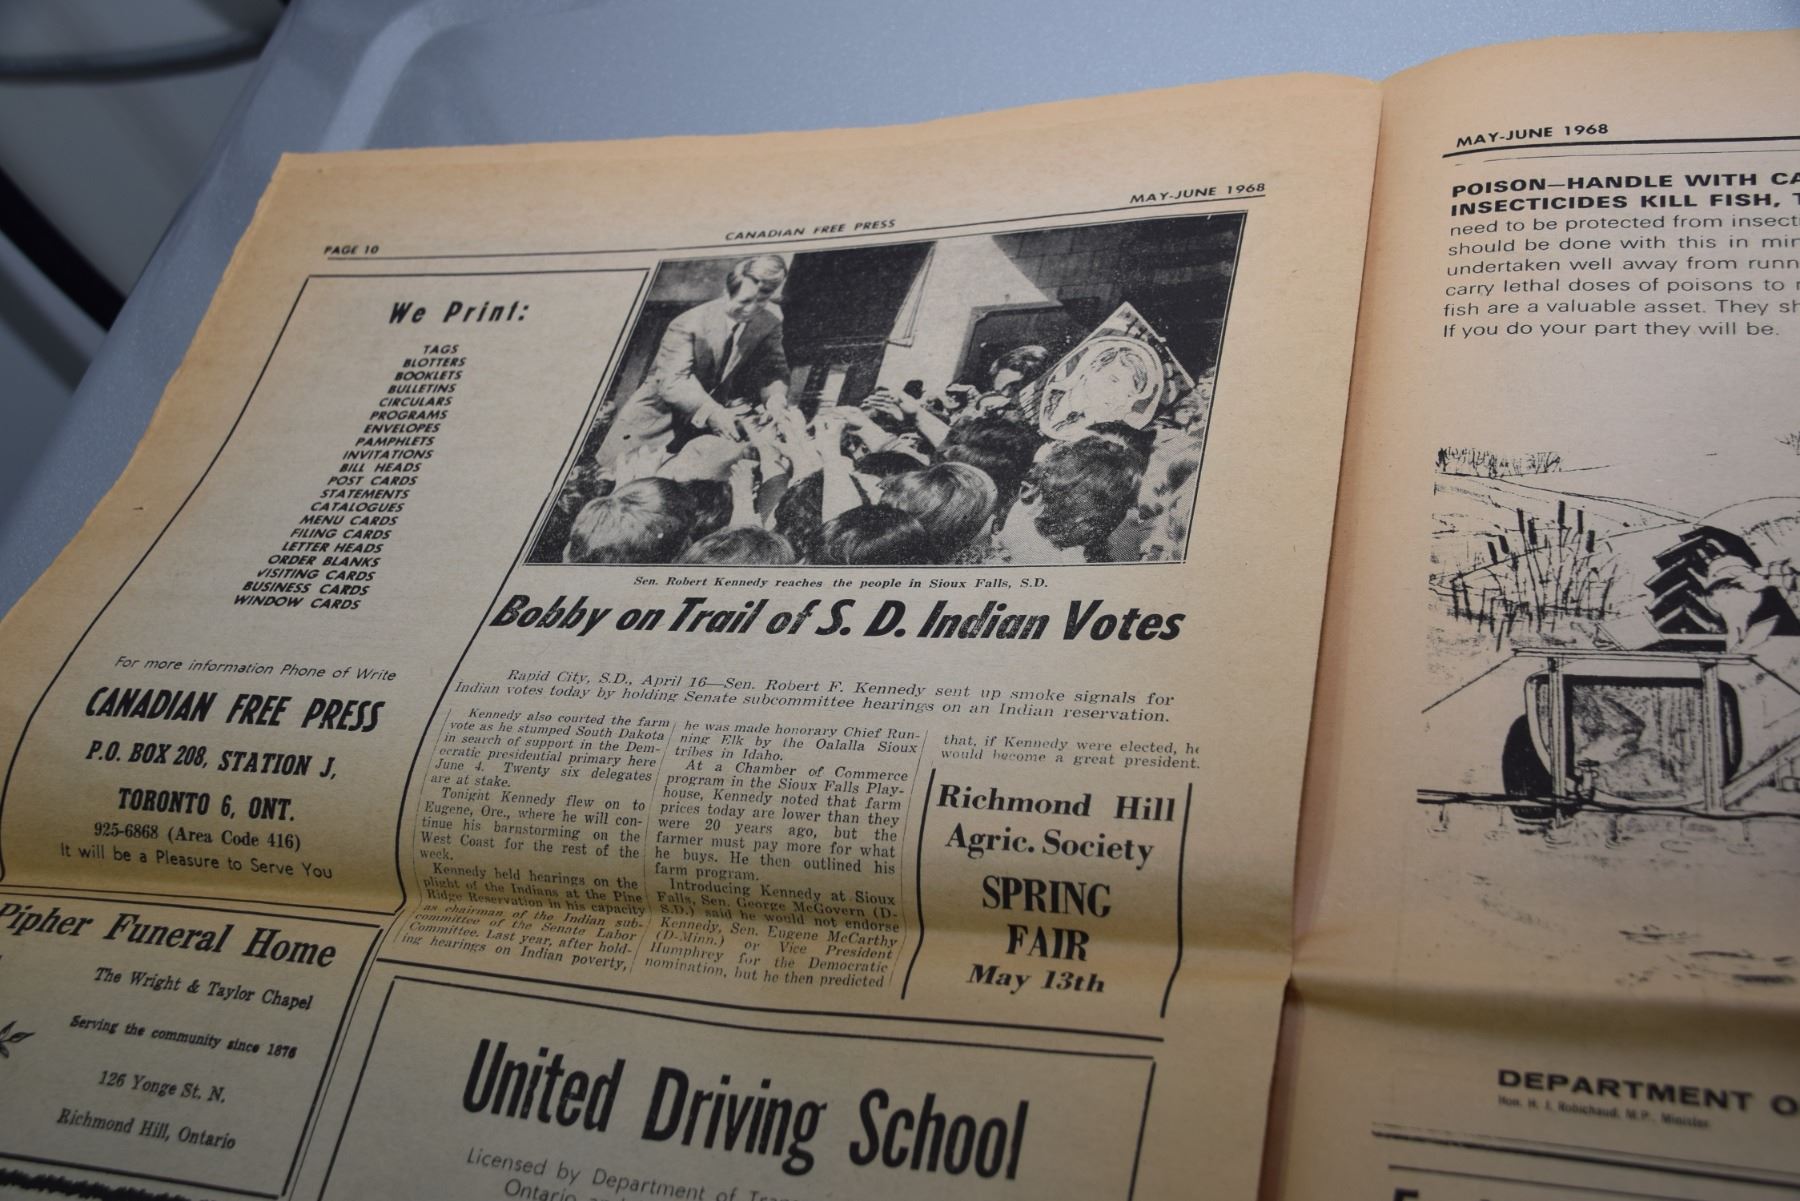 PAGE 10
CANADIAN FREE PRESS
MAY-JUNE 1968
We Print:
TAGS
BLOTTERS
BOOKLETS
BULLETINS
CIRCULARS
PROGRAMS
ENVELOPES
PAMPHLETS
INVITATIONS
BILL HEADS
POST CARDS
STATEMENTS
CATALOGUES
MENU CARDS
FILING CARDS
LETTER HEADS
ORDER BLANKS
VISITING CARDS
BUSINESS CARDS
WINDOW CARDS
For more information Phone of Write
CANADIAN FREE PRESS
P.O. BOX 208, STATION J,
TORONTO 6, ONT.
925-6868 (Area Code 416)
It will be a Pleasure to Serve You
Pipher Funeral Home
The Wright & Taylor Chapel
Serving the community since 1876
126 Yonge St. N.
Richmond Hill, Ontario
Sen. Robert Kennedy reaches the people in Sioux Falls, S.D.
Bobby on Trail of S. D. Indian Votes
Rapid City, S.D., April 16—Sen. Robert F. Kennedy sent up smoke signals for
Indian votes today by holding Senate subcommittee hearings on an Indian reservation.
Kennedy also courted the farm
vote as he stumped South Dakota
in search of support in the Dem-
ocratic presidential primary here
June 4. Twenty six delegates
are at stake.
Tonight Kennedy flew on to
Eugene, Ore., where he will con-
tinue his barnstorming on the
West Coast for the rest of the
week.
Kennedy held hearings on the
plight of the Indians at the Pine
Ridge Reservation in his capacity
as chairman of the Indian sub-
committee of the Senate Labor
Committee. Last year, after hold-
ing hearings on Indian poverty,
he was made honorary Chief Run-
ning Elk by the Oalalla Sioux
tribes in Idaho.
At a Chamber of Commerce
program in the Sioux Falls Play-
house, Kennedy noted that farm
prices today are lower than they
were 20 years ago, but the
farmer must pay more for what
he buys. He then outlined his
farm program.
Introducing Kennedy at Sioux
Falls, Sen. George McGovern (D-
S.D.) said he would not endorse
Kennedy, Sen. Eugene McCarthy
(D-Minn.) or Vice President
Humphrey for the Democratic
nomination, but he then predicted
that, if Kennedy were elected, he
would become a great president.
Richmond Hill
Agric. Society
SPRING
FAIR
May 13th
United Driving School
Licensed by Department of
Ontario
MAY-JUNE 1968
POISON—HANDLE WITH
INSECTICIDES KILL FISH,
need to be protected from
should be done with this in
undertaken well away from
carry lethal doses of poisons to
fish are a valuable asset. They
If you do your part they will be.
DEPARTMENT
Hon. H. J. Robichaud, M.P., Minister